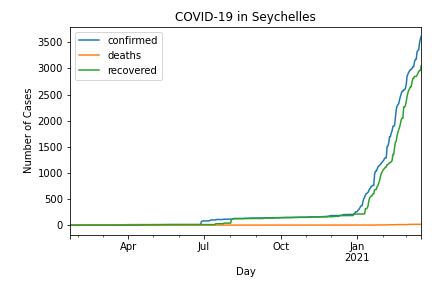 COVID-19 in Seychelles
confirmed
deaths
recovered
Number of Cases
3500
3000
2500
2000
1500
1000
500
0
Apr
Jul
Oct
Jan
2021
Day